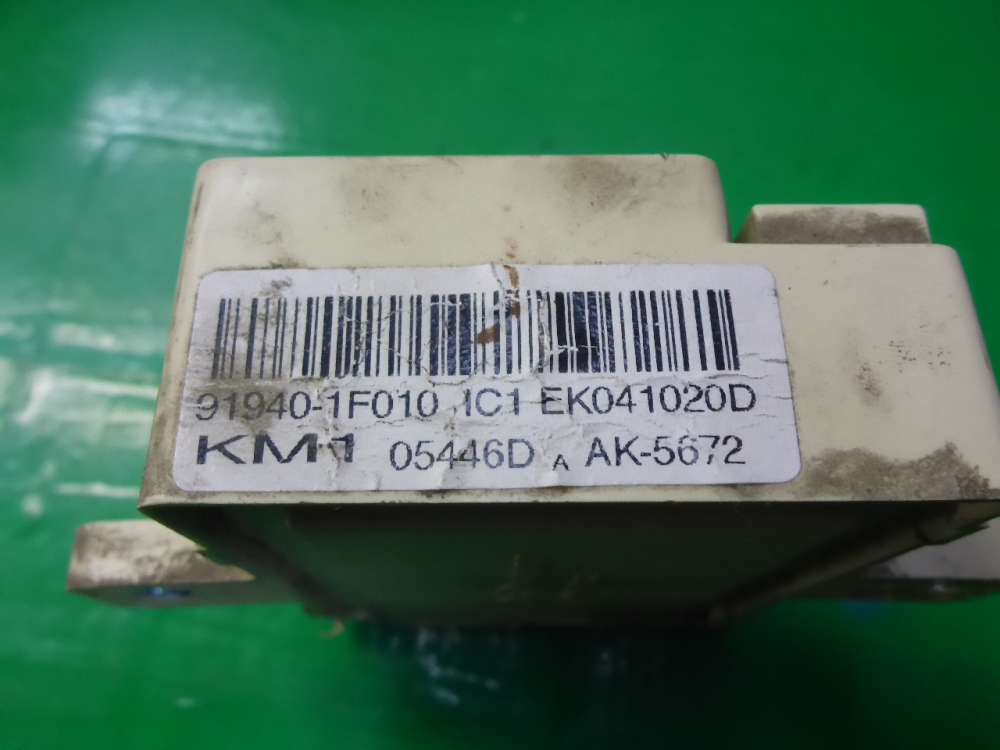 91940-1F010 IC1 EK041020D
KM1 05446D A AK-5672